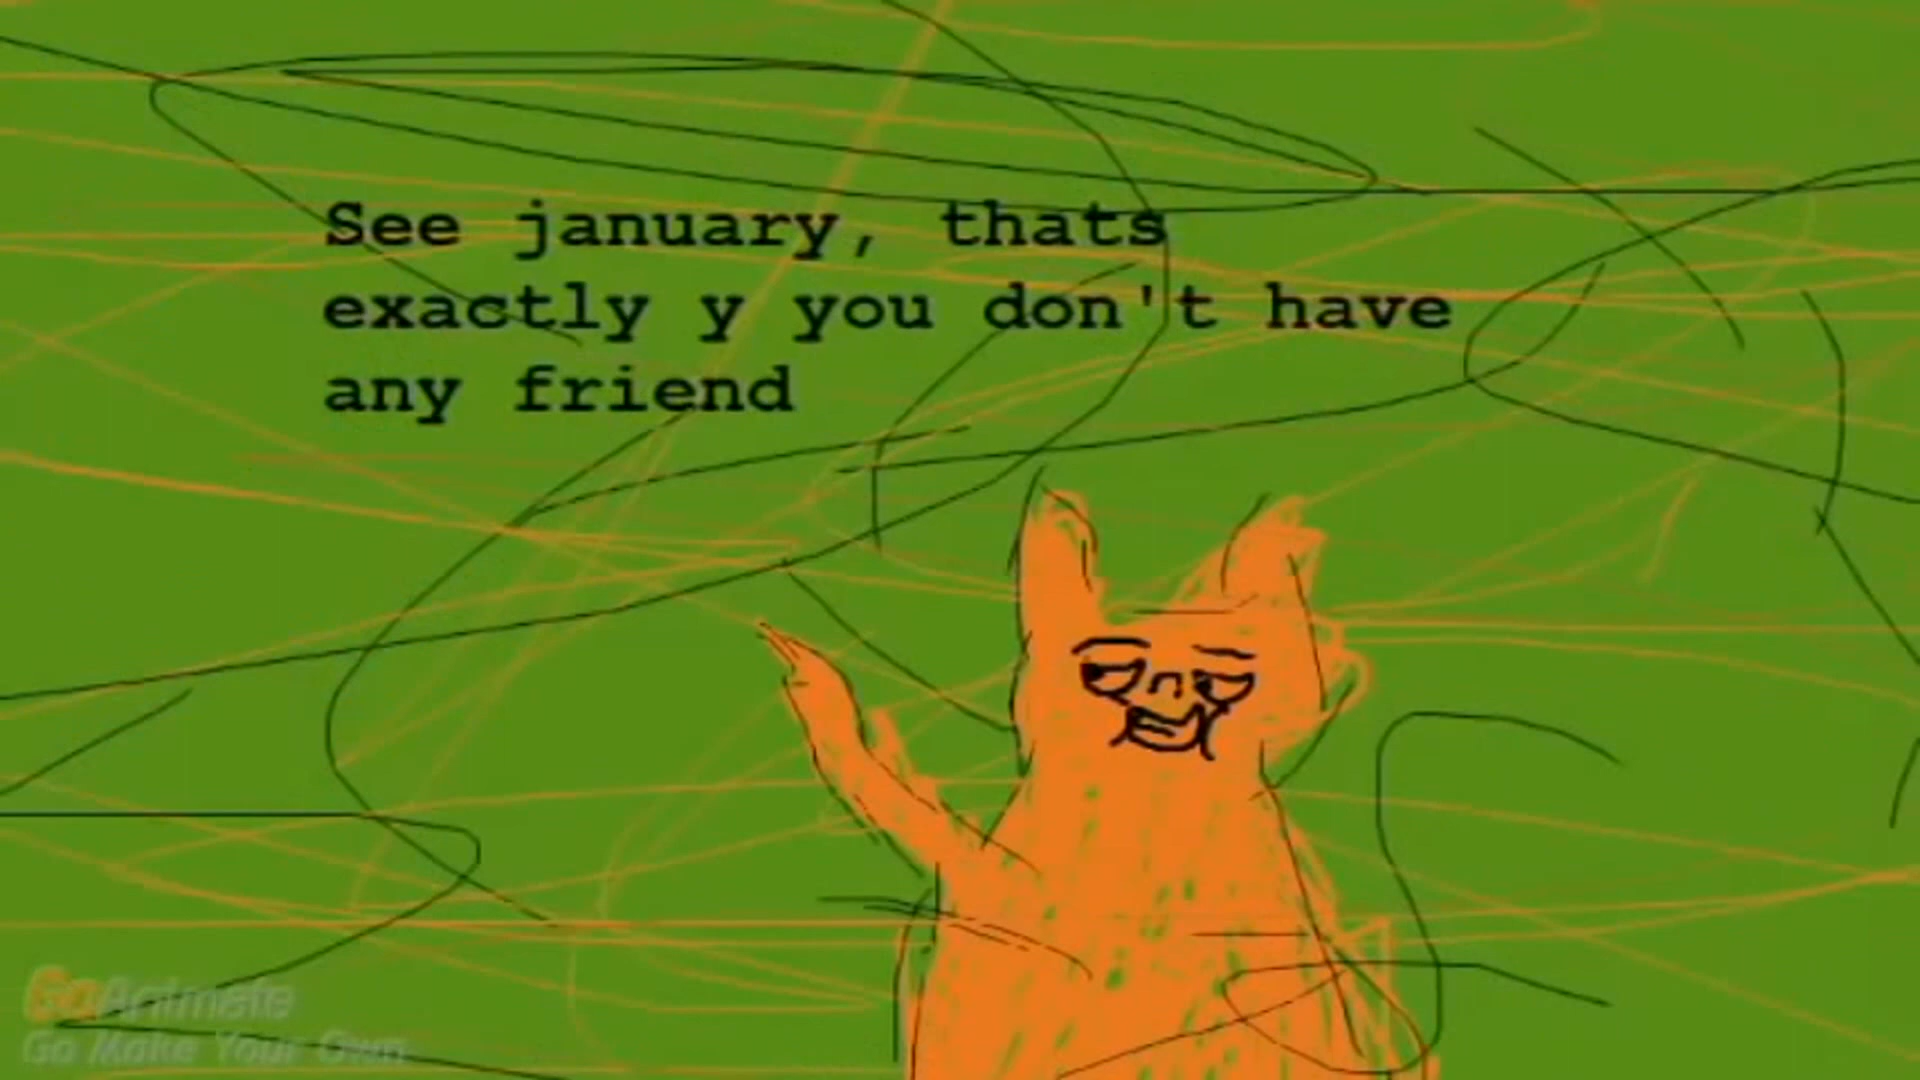 See january, thats
exactly y you don't have
any friend
GoAnimate
Go Make Your Own